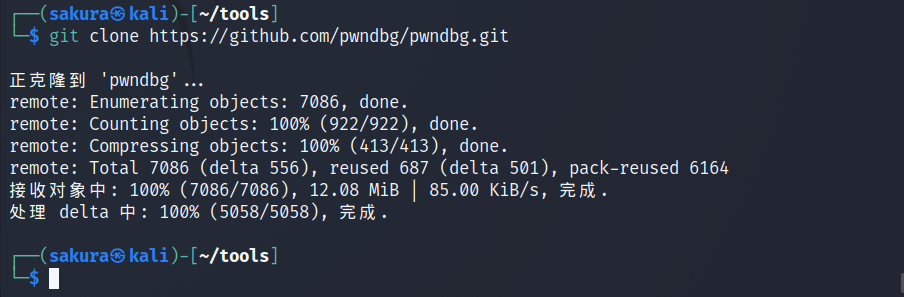 ┌──(sakura㉿kali)-[~/tools]
└─$ git clone https://github.com/pwndbg/pwndbg.git
正克隆到 'pwndbg'...
remote: Enumerating objects: 7086, done.
remote: Counting objects: 100% (922/922), done.
remote: Compressing objects: 100% (413/413), done.
remote: Total 7086 (delta 556), reused 687 (delta 501), pack-reused 6164
接收对象中: 100% (7086/7086), 12.08 MiB | 85.00 KiB/s, 完成.
处理 delta 中: 100% (5058/5058), 完成.
┌──(sakura㉿kali)-[~/tools]
└─$